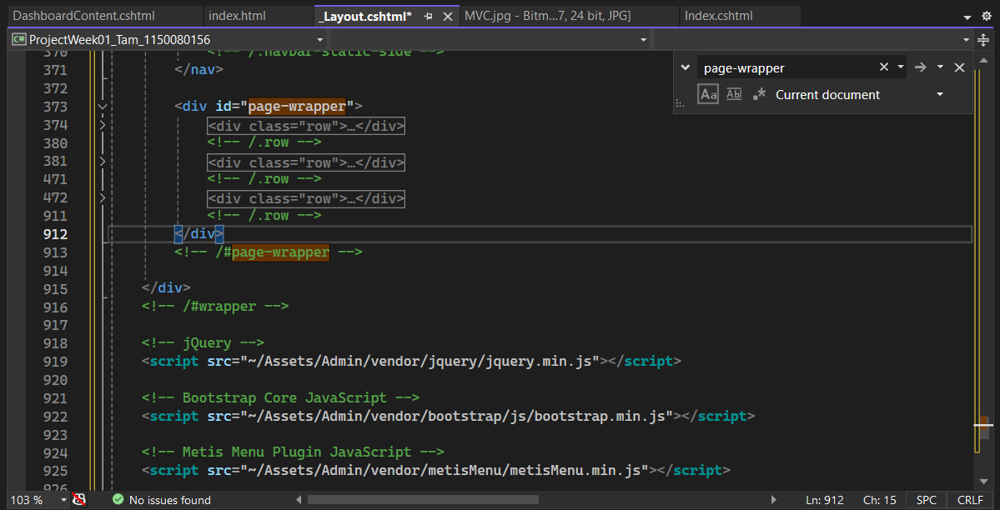 DashboardContent.cshtml index.html _Layout.cshtml* MVC.jpg - Bitm...7, 24 bit, JPG] Index.cshtml
C# ProjectWeek01_Tam_1150080156
370 <!-- /.navbar-static-side -->
371 </nav>
372
373 <div id="page-wrapper">
374 <div class="row">…</div>
380 <!-- /.row -->
381 <div class="row">…</div>
471 <!-- /.row -->
472 <div class="row">…</div>
911 <!-- /.row -->
912 </div>
913 <!-- /#page-wrapper -->
914
915 </div>
916 <!-- /#wrapper -->
917
918 <!-- jQuery -->
919 <script src="~/Assets/Admin/vendor/jquery/jquery.min.js"></script>
920
921 <!-- Bootstrap Core JavaScript -->
922 <script src="~/Assets/Admin/vendor/bootstrap/js/bootstrap.min.js"></script>
923
924 <!-- Metis Menu Plugin JavaScript -->
925 <script src="~/Assets/Admin/vendor/metisMenu/metisMenu.min.js"></script>
926
page-wrapper
Aa Ab Current document
103 % No issues found Ln: 912 Ch: 15 SPC CRLF